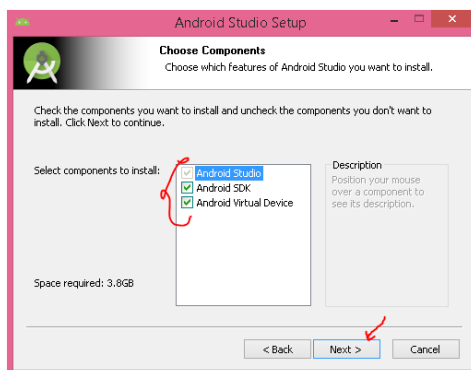 Android Studio Setup
Choose Components
Choose which features of Android Studio you want to install.
Check the components you want to install and uncheck the components you don't want to
install. Click Next to continue.
Select components to install:
Android Studio
Android SDK
Android Virtual Device
Description
Position your mouse
over a component to
see its description.
Space required: 3.8GB
< Back
Next >
Cancel